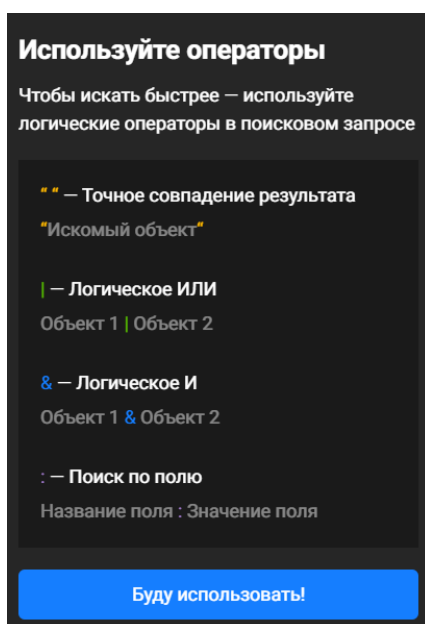 Используйте операторы
Чтобы искать быстрее — используйте
логические операторы в поисковом запросе
“ “ — Точное совпадение результата
“Искомый объект“
| — Логическое ИЛИ
Объект 1 | Объект 2
& — Логическое И
Объект 1 & Объект 2
: — Поиск по полю
Название поля : Значение поля
Буду использовать!